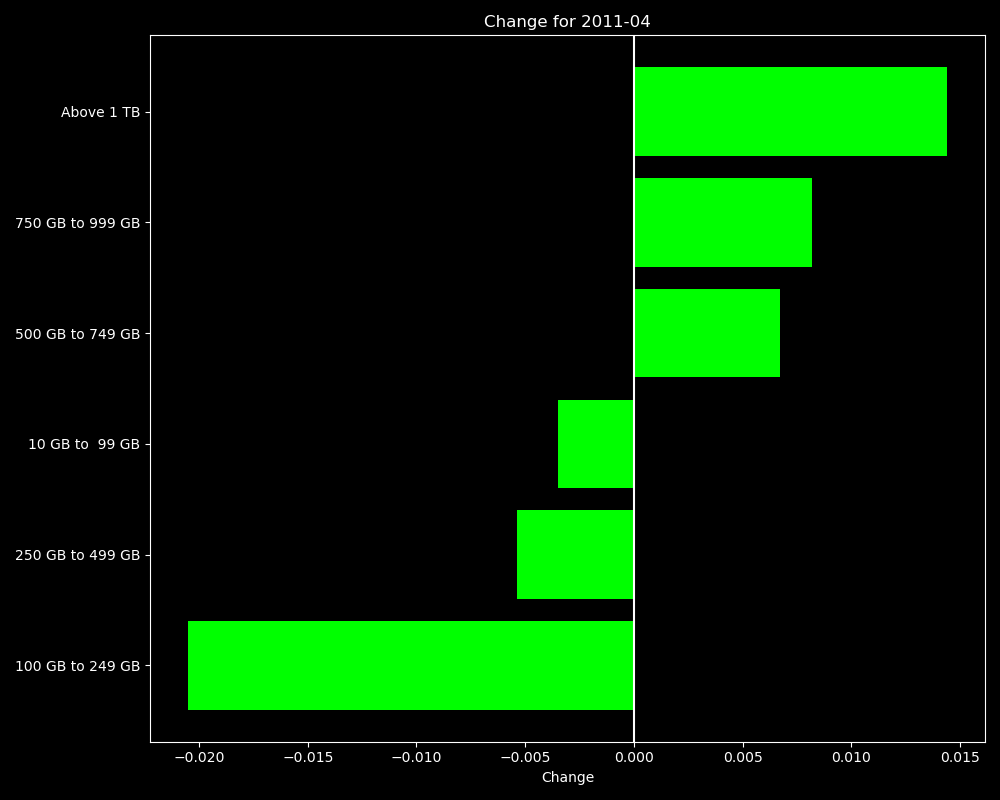 Change for 2011-04
Above 1 TB
750 GB to 999 GB
500 GB to 749 GB
10 GB to  99 GB
250 GB to 499 GB
100 GB to 249 GB
−0.020 −0.015 −0.010 −0.005 0.000 0.005 0.010 0.015
Change